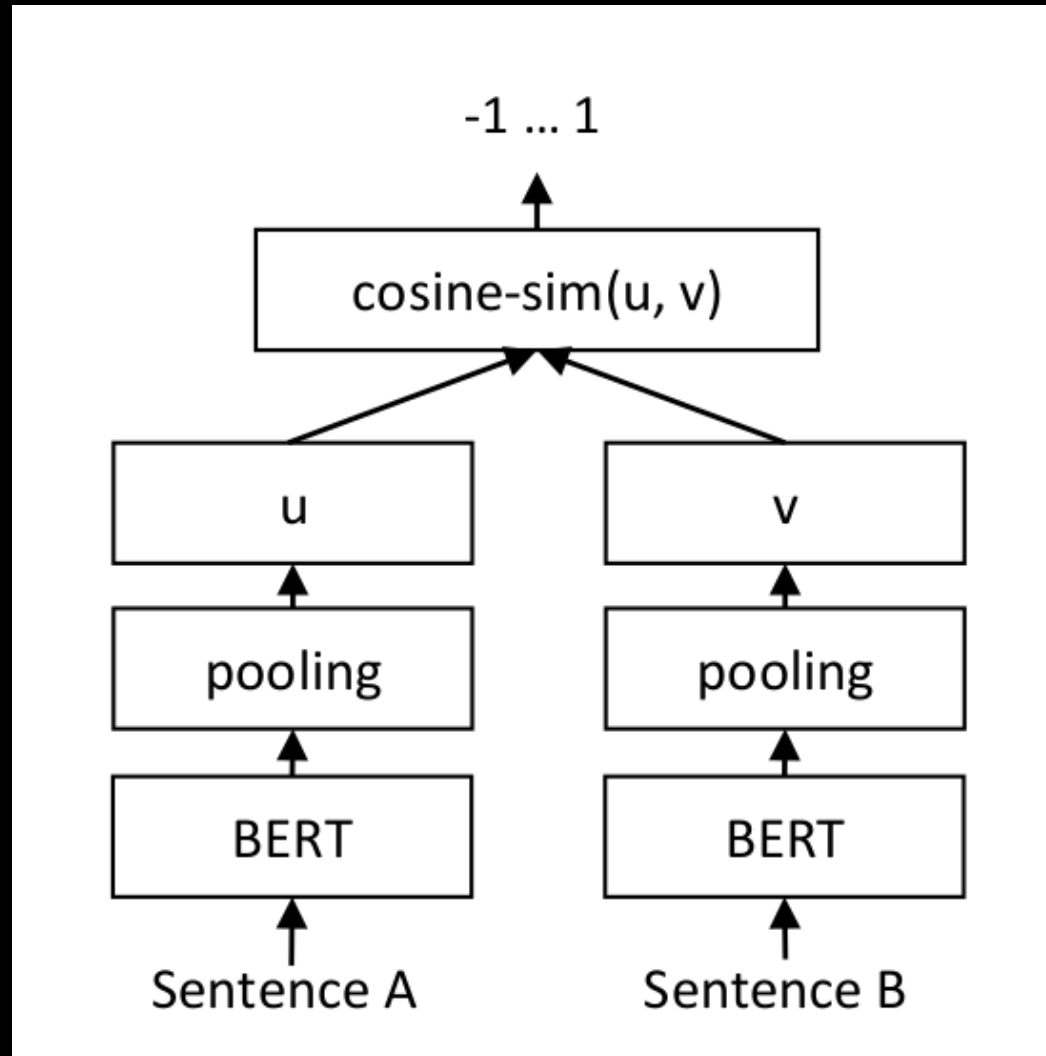 -1 ... 1
cosine-sim(u, v)
u v
pooling pooling
BERT BERT
Sentence A Sentence B